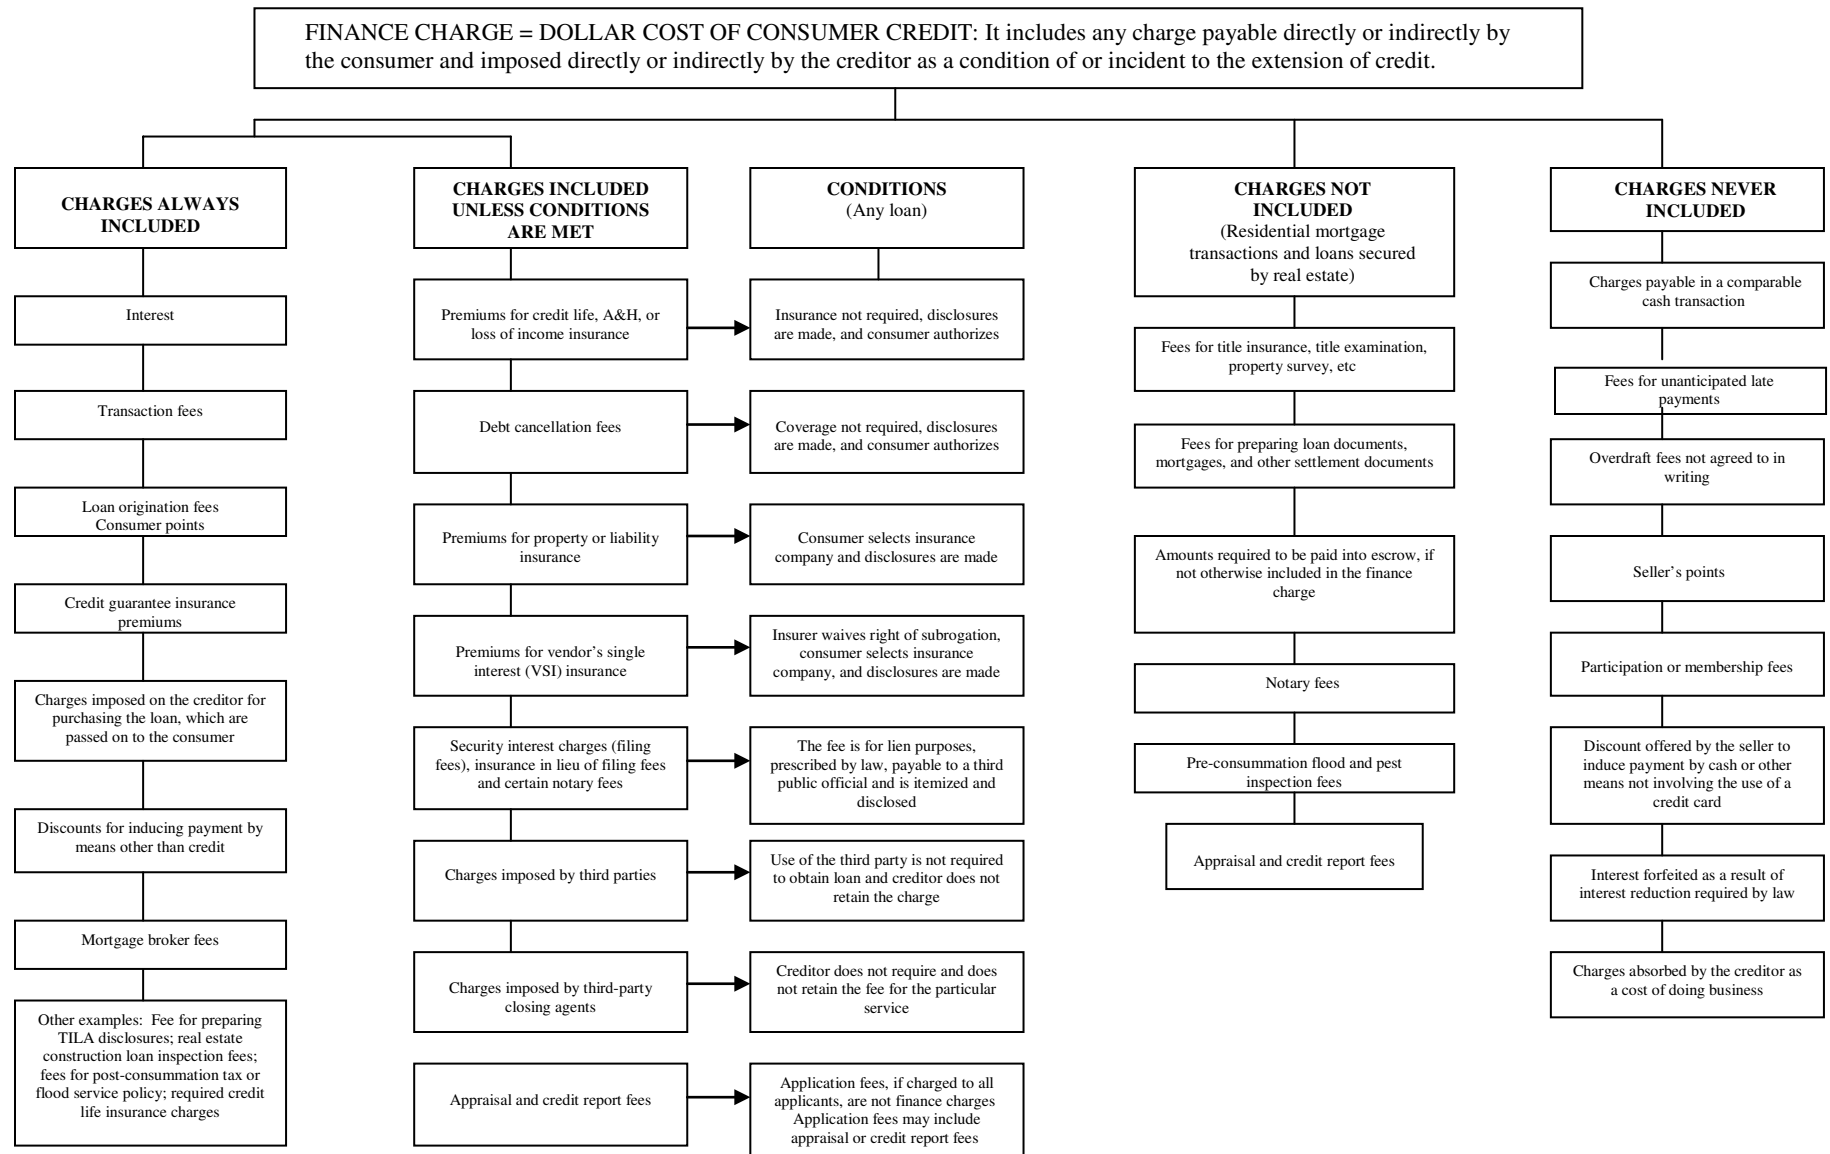 FINANCE CHARGE = DOLLAR COST OF CONSUMER CREDIT: It includes any charge payable directly or indirectly by
the consumer and imposed directly or indirectly by the creditor as a condition of or incident to the extension of credit.
CHARGES ALWAYS
INCLUDED
Interest
Transaction fees
Loan origination fees
Consumer points
Credit guarantee insurance
premiums
Charges imposed on the creditor for
purchasing the loan, which are
passed on to the consumer
Discounts for inducing payment by
means other than credit
Mortgage broker fees
Other examples:  Fee for preparing
TILA disclosures; real estate
construction loan inspection fees;
fees for post-consummation tax or
flood service policy; required credit
life insurance charges
CHARGES INCLUDED
UNLESS CONDITIONS
ARE MET
CONDITIONS
(Any loan)
Premiums for credit life, A&H, or
loss of income insurance
Insurance not required, disclosures
are made, and consumer authorizes
Debt cancellation fees
Coverage not required, disclosures
are made, and consumer authorizes
Premiums for property or liability
insurance
Consumer selects insurance
company and disclosures are made
Premiums for vendor’s single
interest (VSI) insurance
Insurer waives right of subrogation,
consumer selects insurance
company, and disclosures are made
Security interest charges (filing
fees), insurance in lieu of filing fees
and certain notary fees
The fee is for lien purposes,
prescribed by law, payable to a third
public official and is itemized and
disclosed
Charges imposed by third parties
Use of the third party is not required
to obtain loan and creditor does not
retain the charge
Charges imposed by third-party
closing agents
Creditor does not require and does
not retain the fee for the particular
service
Appraisal and credit report fees
Application fees, if charged to all
applicants, are not finance charges
Application fees may include
appraisal or credit report fees
CHARGES NOT
INCLUDED
(Residential mortgage
transactions and loans secured
by real estate)
Fees for title insurance, title examination,
property survey, etc
Fees for preparing loan documents,
mortgages, and other settlement documents
Amounts required to be paid into escrow, if
not otherwise included in the finance
charge
Notary fees
Pre-consummation flood and pest
inspection fees
Appraisal and credit report fees
CHARGES NEVER
INCLUDED
Charges payable in a comparable
cash transaction
Fees for unanticipated late
payments
Overdraft fees not agreed to in
writing
Seller’s points
Participation or membership fees
Discount offered by the seller to
induce payment by cash or other
means not involving the use of a
credit card
Interest forfeited as a result of
interest reduction required by law
Charges absorbed by the creditor as
a cost of doing business